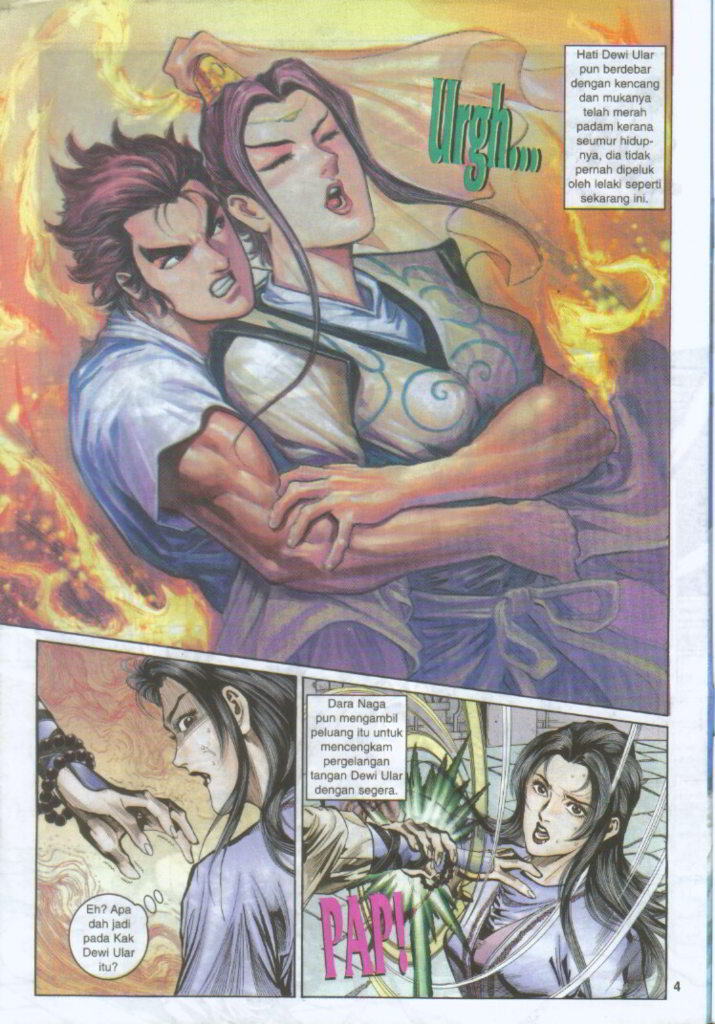 Urgh....
Hati Dewi Ular
pun berdebar
dengan kencang
dan mukanya
telah merah
padam kerana
seumur hidup-
nya, dia tidak
pernah dipeluk
oleh lelaki seperti
sekarang ini.
Eh? Apa
dah jadi
pada Kak
Dewi Ular
itu?
Dara Naga
pun mengambil
peluang itu untuk
mencengkam
pergelangan
tangan Dewi Ular
dengan segera.
PAP!
4